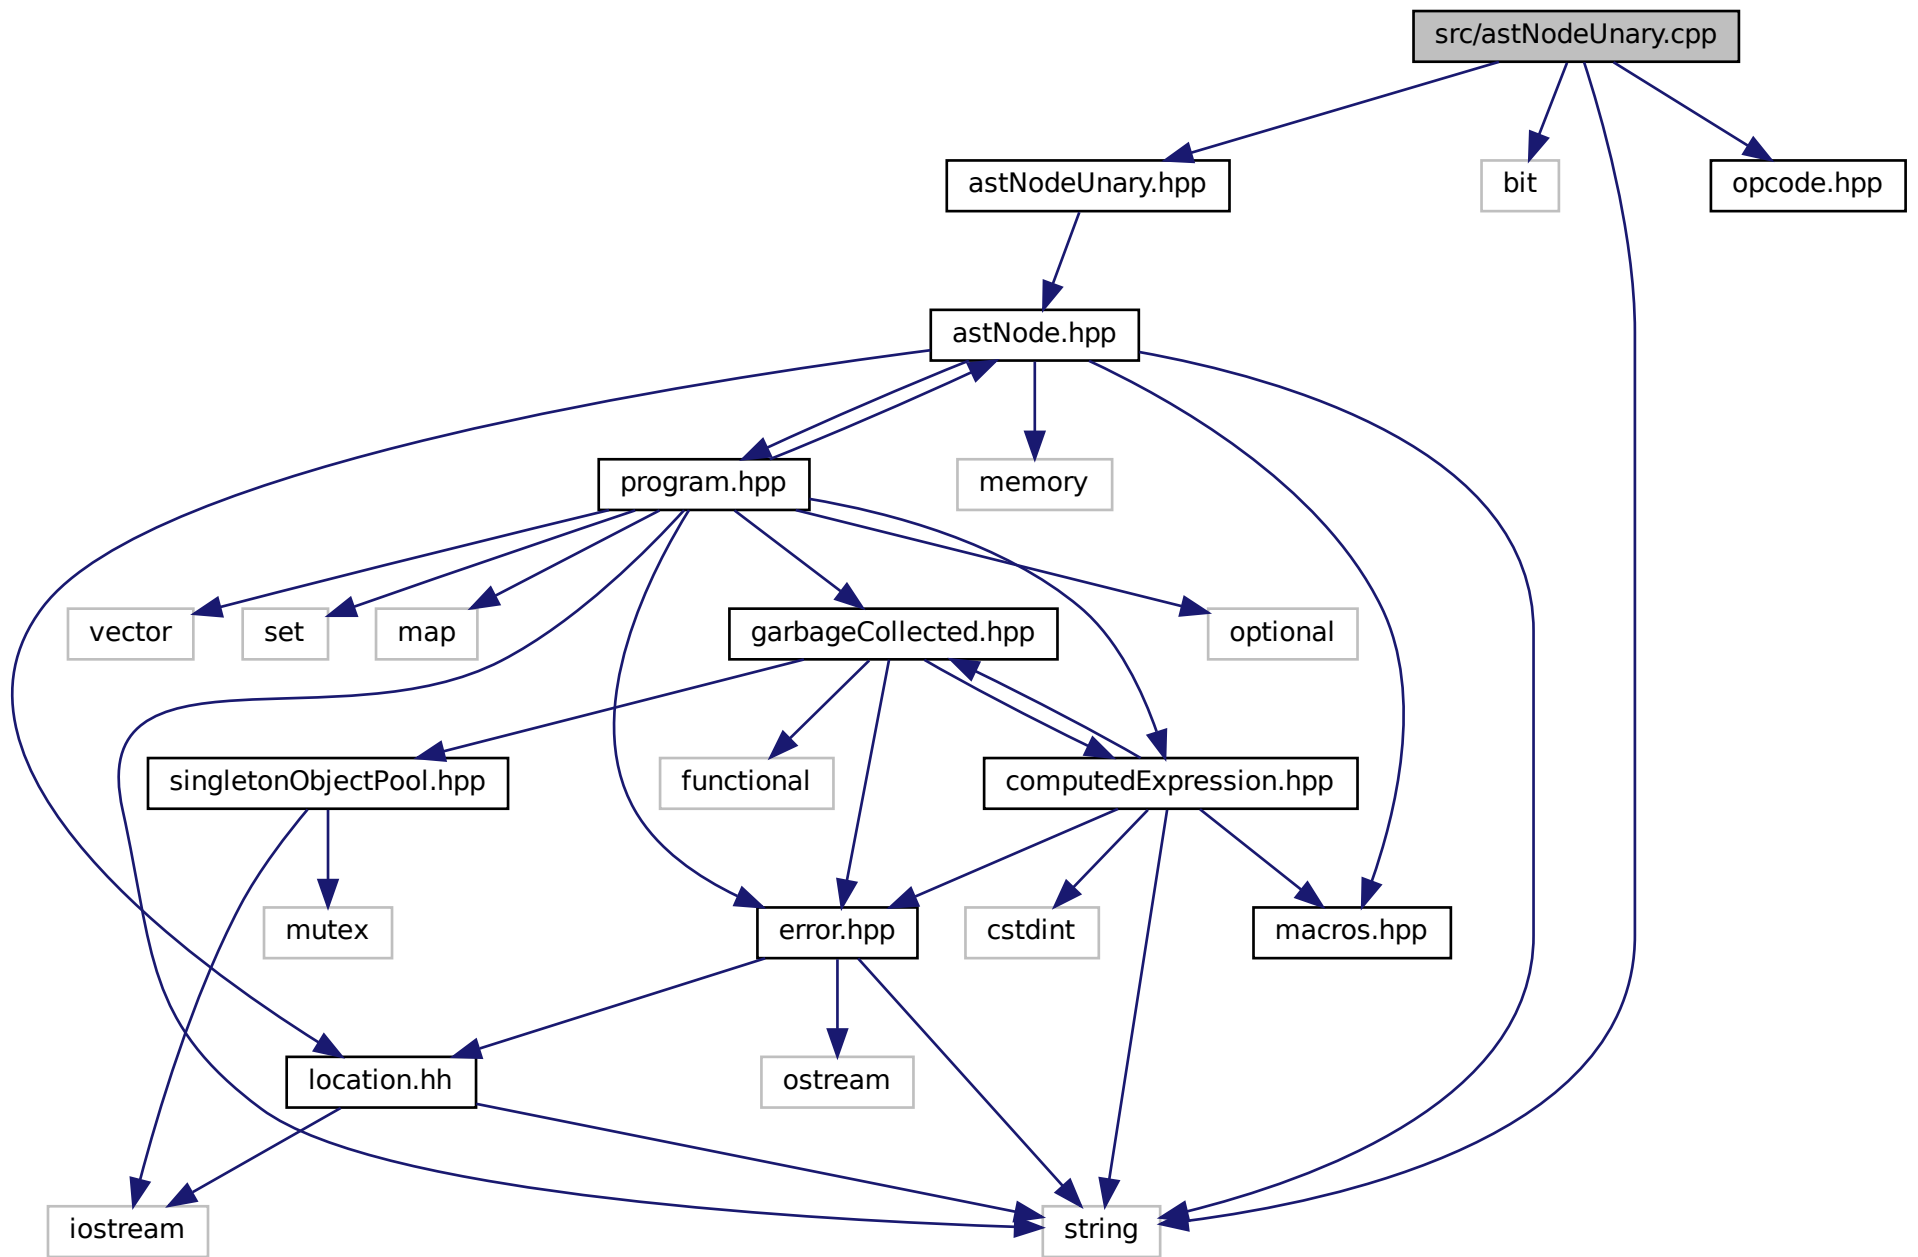 src/astNodeUnary.cpp
astNodeUnary.hpp
bit
opcode.hpp
astNode.hpp
program.hpp
memory
vector
set
map
garbageCollected.hpp
optional
singletonObjectPool.hpp
functional
computedExpression.hpp
mutex
error.hpp
cstdint
macros.hpp
location.hh
ostream
iostream
string